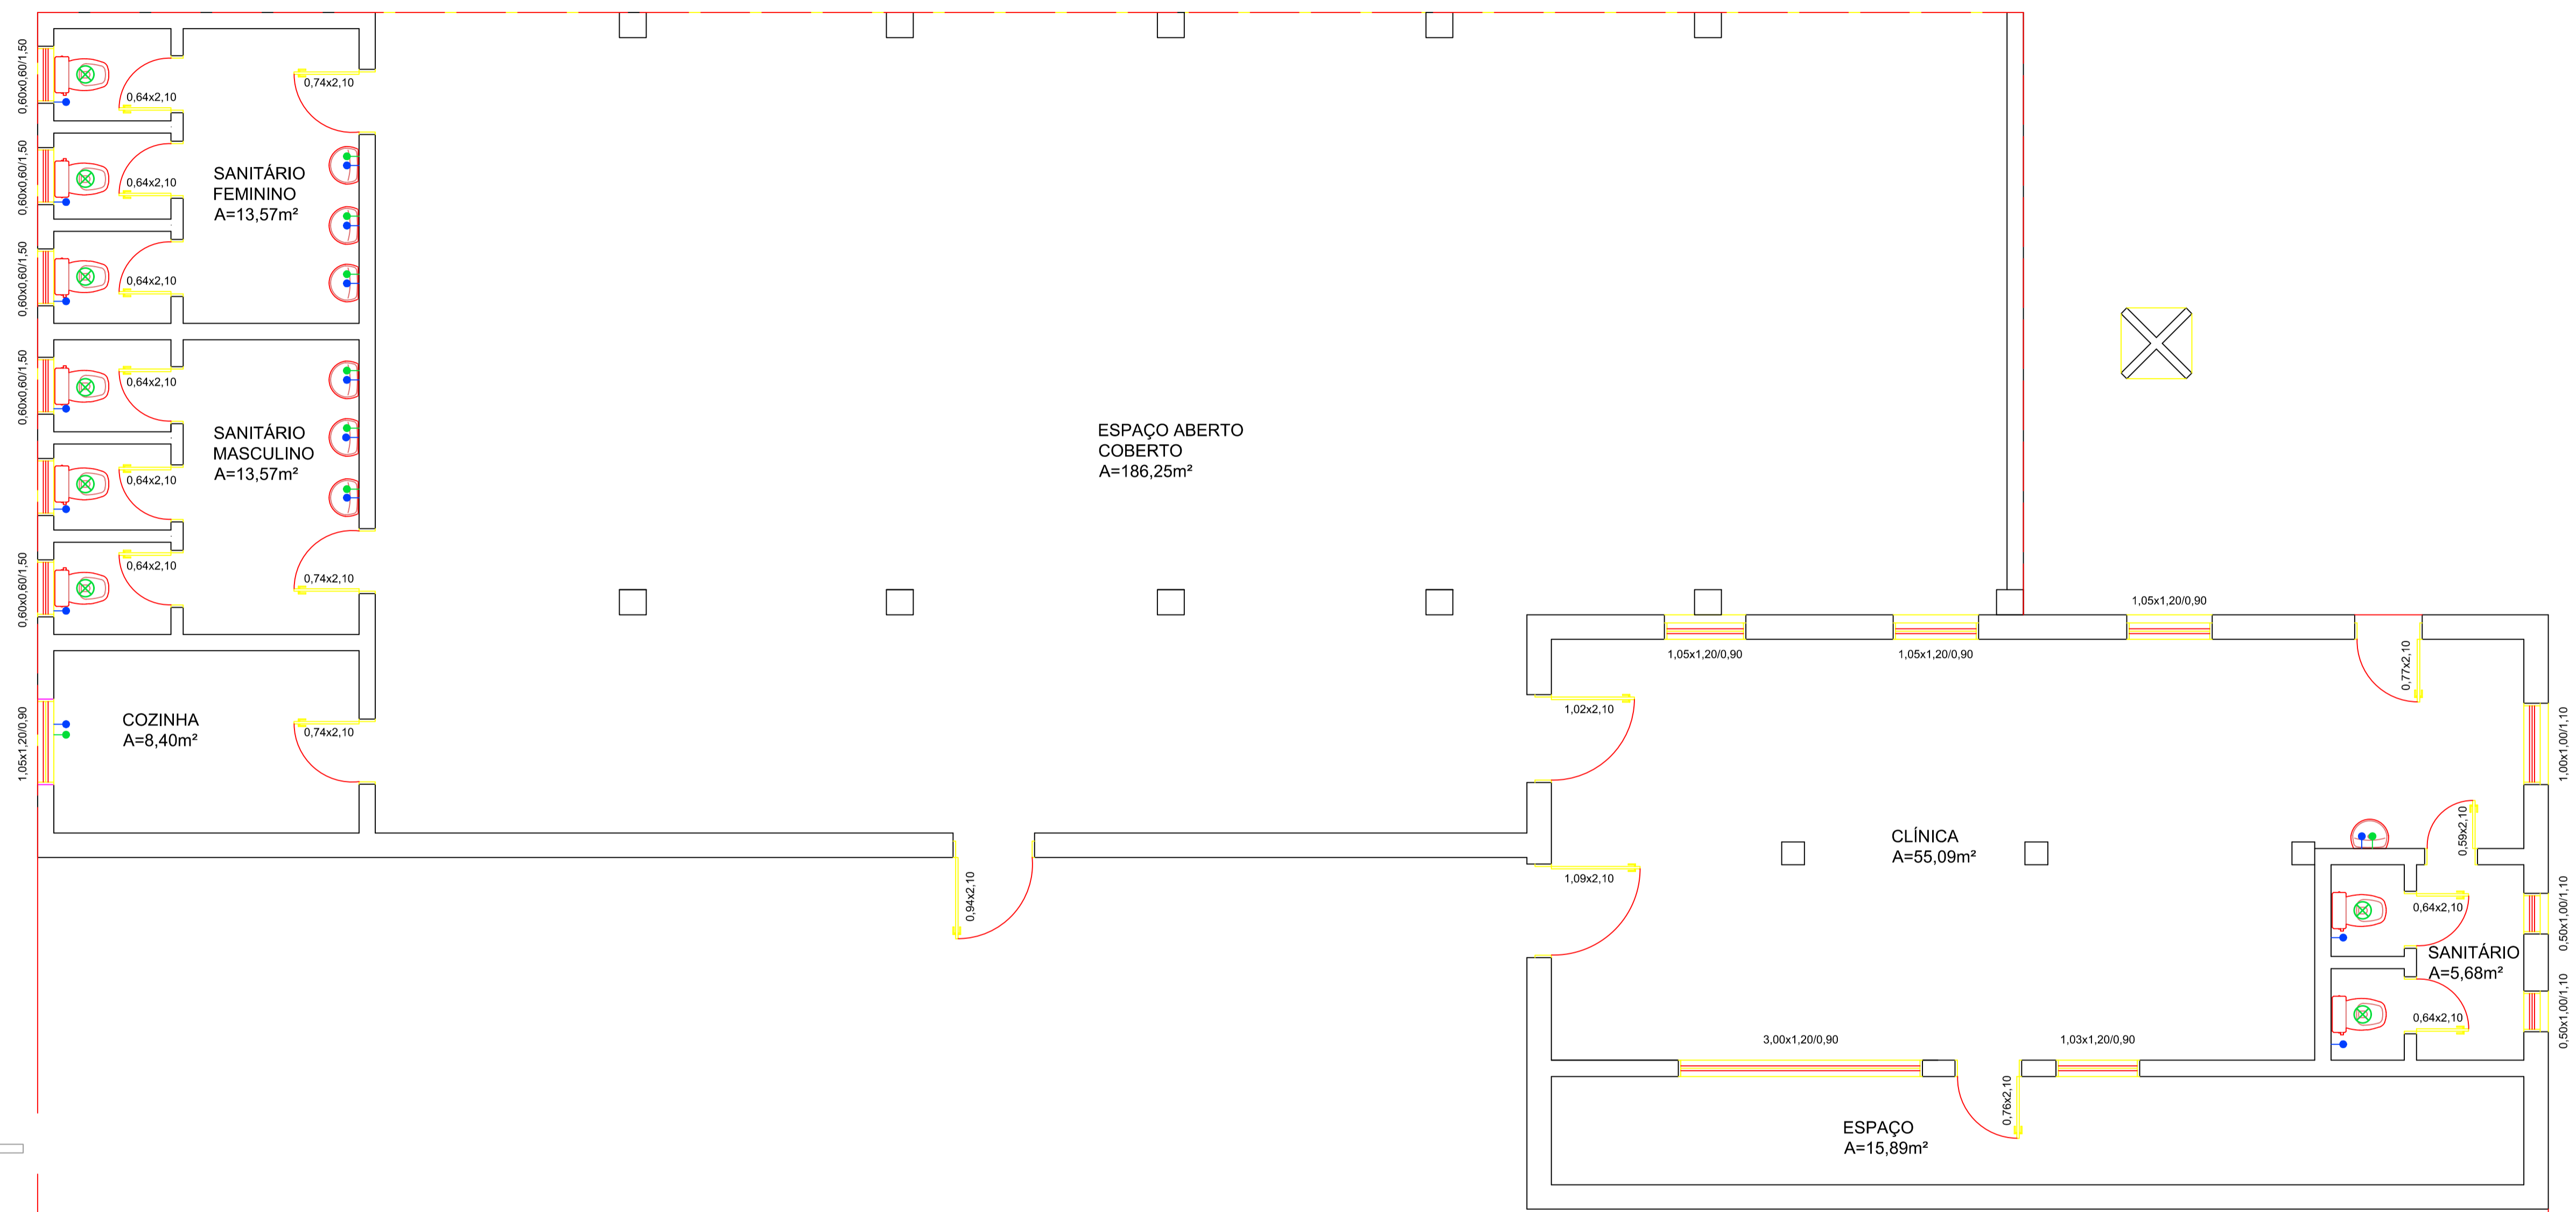 0,60x0,60/1,50
0,64x2,10
0,74x2,10
0,60x0,60/1,50
0,64x2,10
SANITÁRIO
FEMININO
A=13,57m²
0,60x0,60/1,50
0,64x2,10
0,60x0,60/1,50
0,64x2,10
SANITÁRIO
MASCULINO
A=13,57m²
0,64x2,10
0,60x0,60/1,50
0,64x2,10
0,74x2,10
ESPAÇO ABERTO
COBERTO
A=186,25m²
1,05x1,20/0,90
COZINHA
A=8,40m²
0,74x2,10
0,94x2,10
1,05x1,20/0,90
1,05x1,20/0,90
1,05x1,20/0,90
0,77x2,10
1,02x2,10
1,00x1,00/1,10
CLÍNICA
A=55,09m²
0,59x2,10
1,09x2,10
0,64x2,10
0,50x1,00/1,10
SANITÁRIO
A=5,68m²
0,64x2,10
0,50x1,00/1,10
3,00x1,20/0,90
1,03x1,20/0,90
0,76x2,10
ESPAÇO
A=15,89m²